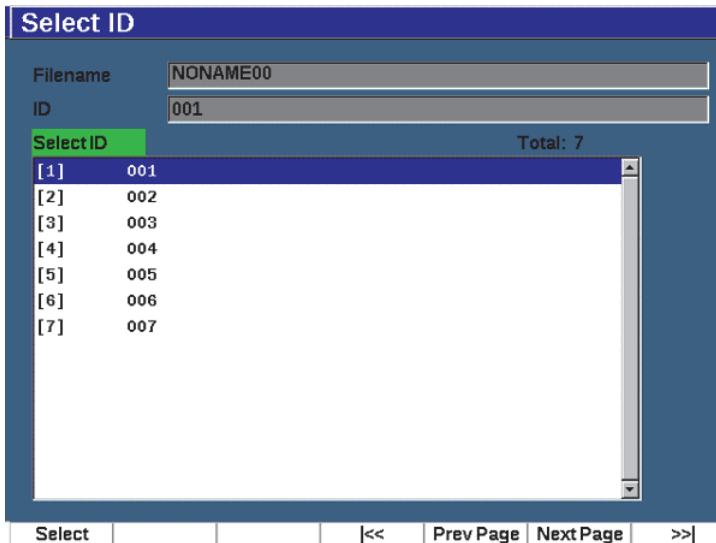 Select ID
Filename NONAME00
ID 001
Select ID Total: 7
[1] 001
[2] 002
[3] 003
[4] 004
[5] 005
[6] 006
[7] 007
Select |<< Prev Page Next Page >>|